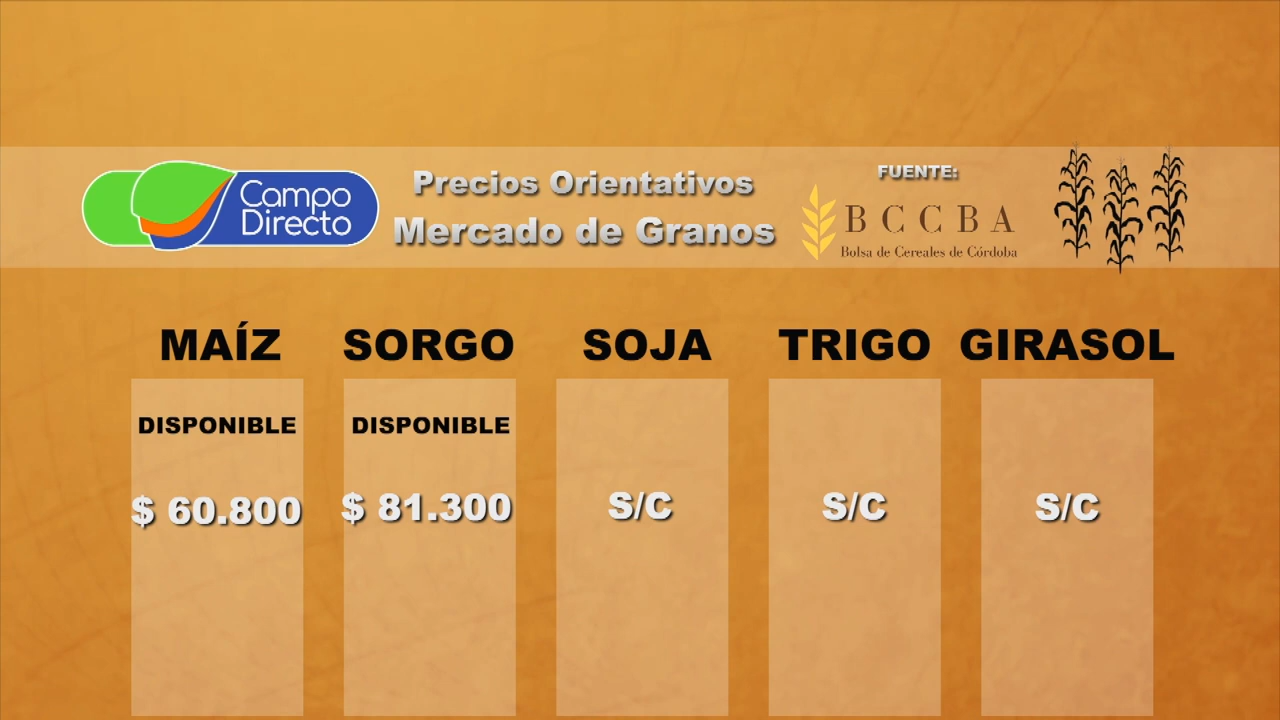 Campo
Directo
Precios Orientativos
Mercado de Granos
FUENTE:
BCCBA
Bolsa de Cereales de Córdoba
MAÍZ SORGO SOJA TRIGO GIRASOL
DISPONIBLE DISPONIBLE
$ 60.800 $ 81.300 S/C S/C S/C